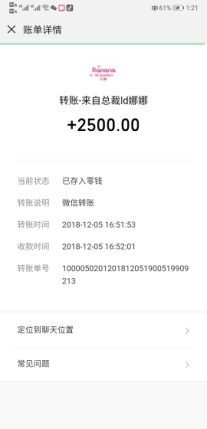 61% 1:21
账单详情
banana
转账-来自总裁ld娜娜
+2500.00
当前状态 已存入零钱
转账说明 微信转账
转账时间 2018-12-05 16:51:53
收款时间 2018-12-05 16:52:01
转账单号 1000050201201812051900519909
213
定位到聊天位置
常见问题